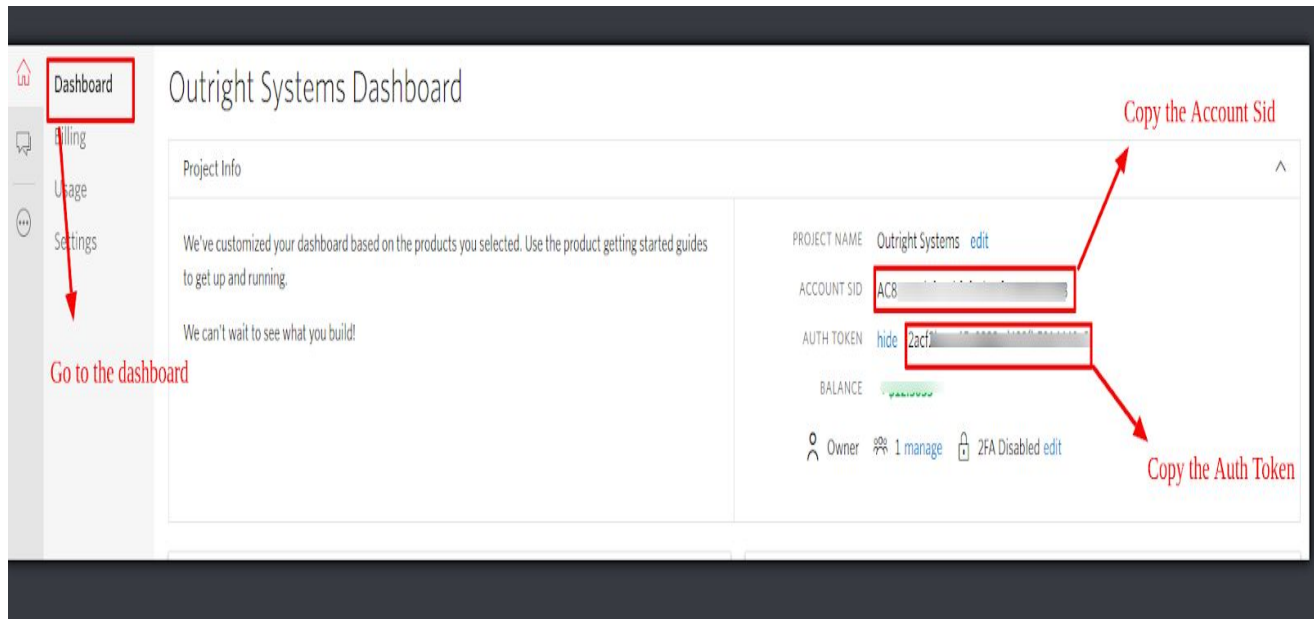 Dashboard
Outright Systems Dashboard
Copy the Account Sid
Billing
Project Info
Usage
Settings
We've customized your dashboard based on the products you selected. Use the product getting started guides
to get up and running.
We can't wait to see what you build!
PROJECT NAME Outright Systems edit
ACCOUNT SID
AUTH TOKEN hide
BALANCE
Go to the dashboard
Owner 1 manage 2FA Disabled edit
Copy the Auth Token